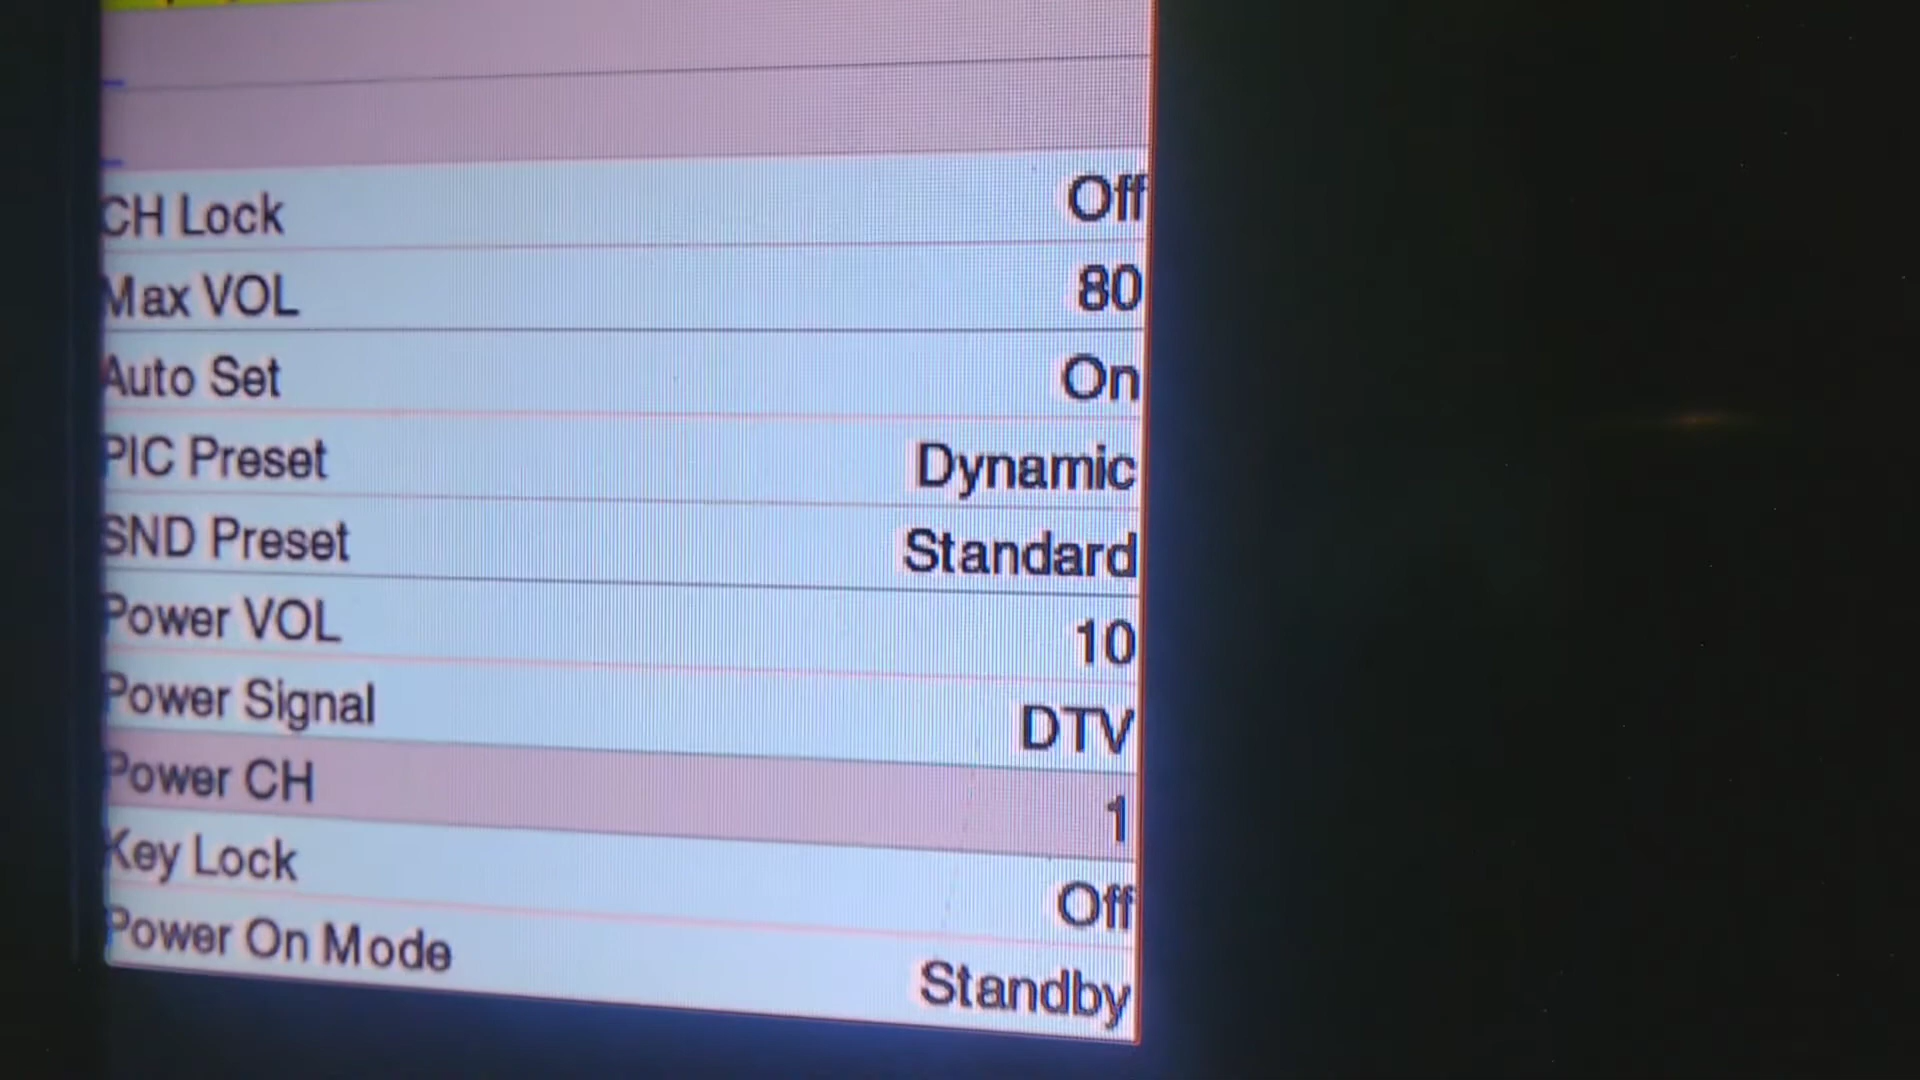 CH Lock Off
Max VOL 80
Auto Set On
PIC Preset Dynamic
SND Preset Standard
Power VOL 10
Power Signal DTV
Power CH 1
Key Lock Off
Power On Mode Standby